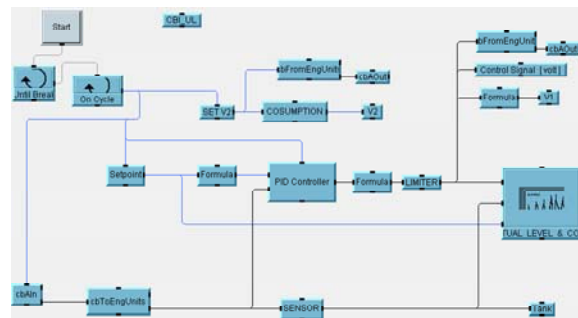 Start
CBI_UL
Until Break
On Cycle
bFromEngUnit
cbAOut
SET V2
COSUMPTION
V2
bFromEngUnit
cbAOut
Control Signal [volt]
Formula
V1
Setpoint
Formula
PID Controller
Formula
LIMITER
TUAL_LEVEL & CO
cbAIn
cbToEngUnits
SENSOR
Tank